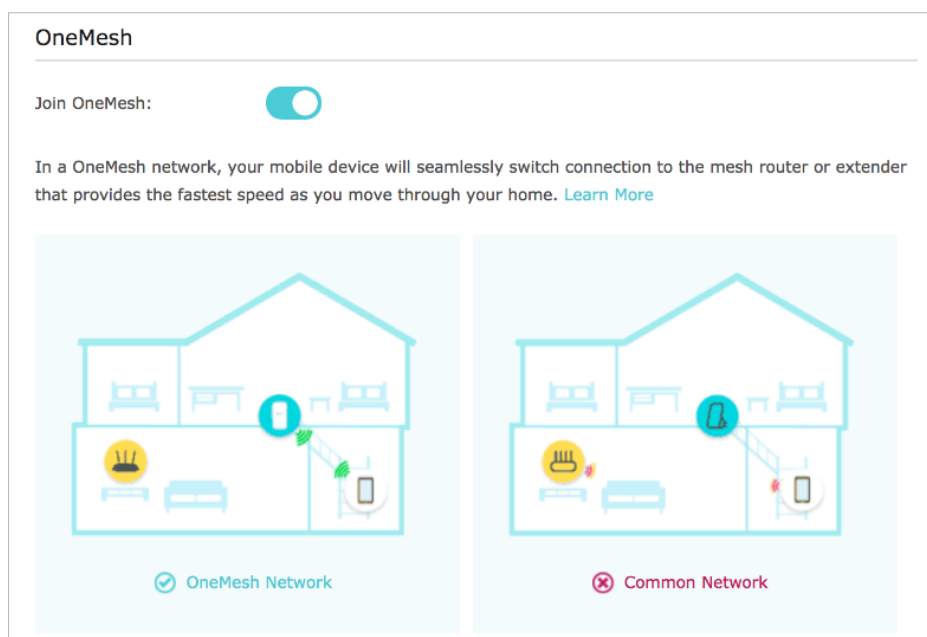 OneMesh
Join OneMesh:
In a OneMesh network, your mobile device will seamlessly switch connection to the mesh router or extender
that provides the fastest speed as you move through your home. Learn More
OneMesh Network
Common Network